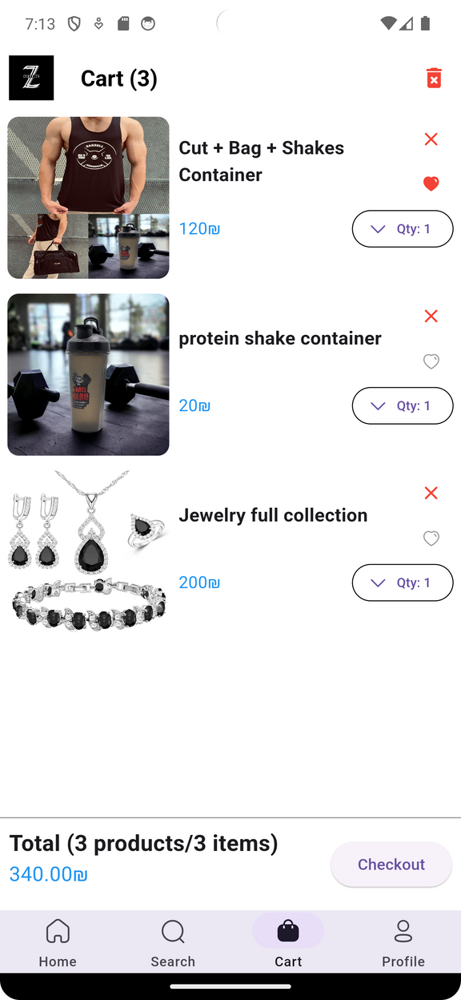 7:13
Z
Cart (3)
Cut + Bag + Shakes
Container
120₪
Qty: 1
protein shake container
20₪
Qty: 1
Jewelry full collection
200₪
Qty: 1
Total (3 products/3 items)
340.00₪
Checkout
Home
Search
Cart
Profile